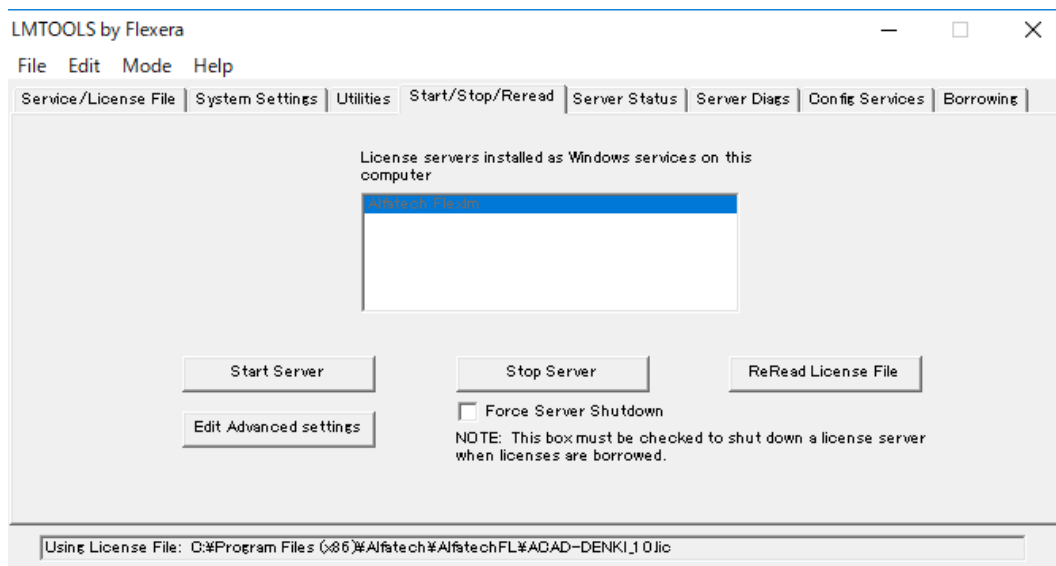 LMTOOLS by Flexera
File Edit Mode Help
Service/License File System Settings Utilities Start/Stop/Reread Server Status Server Diags Config Services Borrowing
License servers installed as Windows services on this
computer
Alfatech Flexlm
Start Server Stop Server ReRead License File
Force Server Shutdown
Edit Advanced settings
NOTE: This box must be checked to shut down a license server
when licenses are borrowed.
Using License File: C:¥Program Files (x86)¥Alfatech¥AlfatechFL¥ACAD-DENKI_10.lic